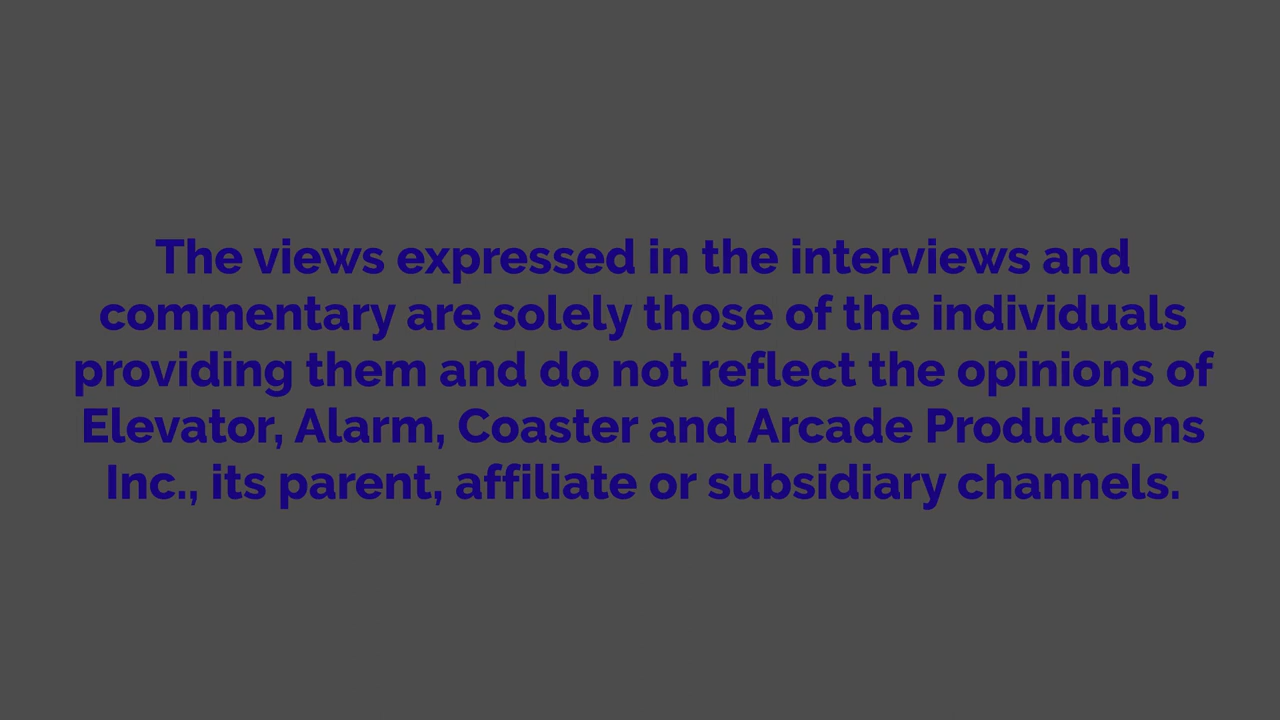 The views expressed in the interviews and
commentary are solely those of the individuals
providing them and do not reflect the opinions of
Elevator, Alarm, Coaster and Arcade Productions
Inc., its parent, affiliate or subsidiary channels.